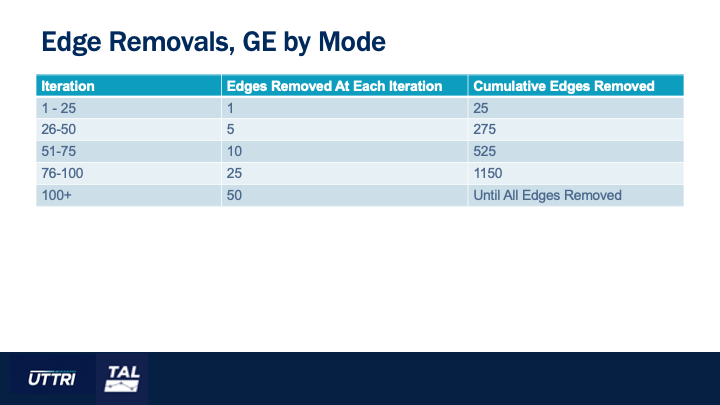 Edge Removals, GE by Mode
Iteration Edges Removed At Each Iteration Cumulative Edges Removed
1 - 25 1 25
26-50 5 275
51-75 10 525
76-100 25 1150
100+ 50 Until All Edges Removed
UTTRI TAL